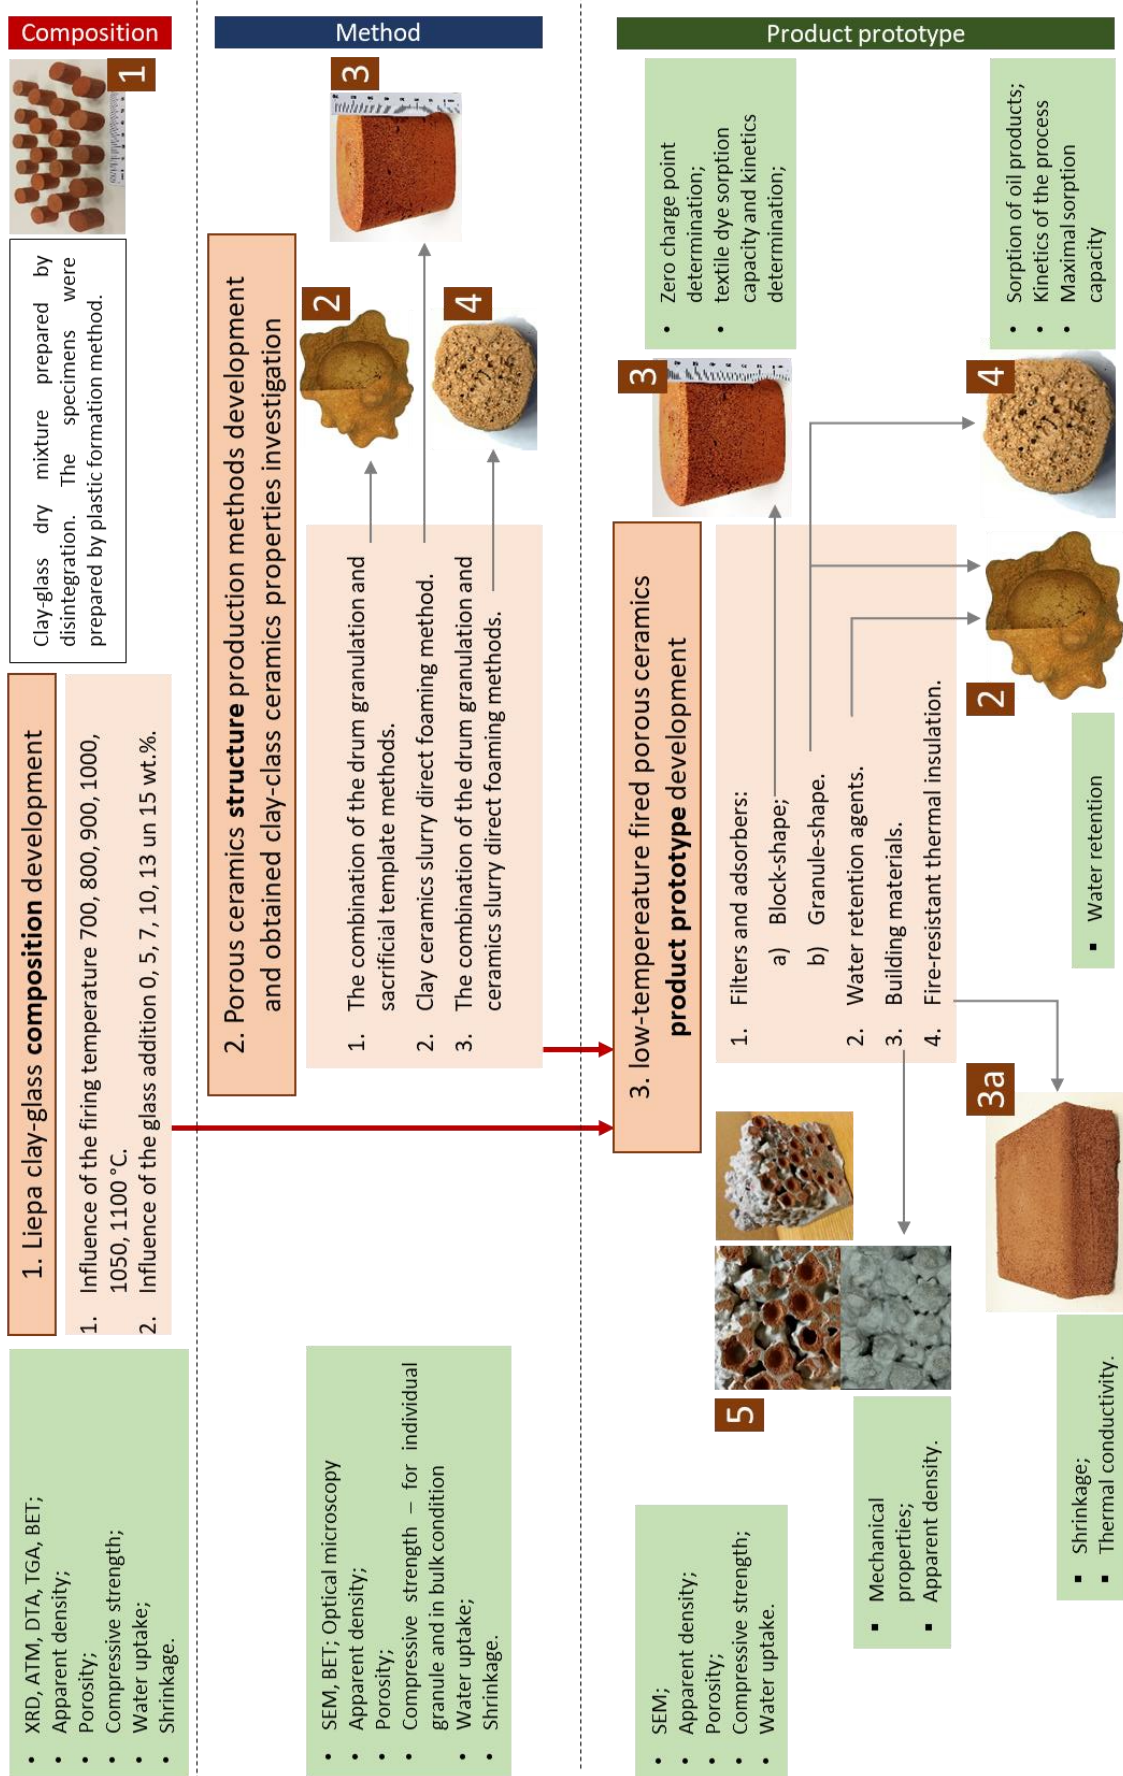 Composition
1. Liepa clay-glass composition development
1. Influence of the firing temperature 700, 800, 900, 1000,
1050, 1100 °C.
2. Influence of the glass addition 0, 5, 7, 10, 13 un 15 wt.%.
Clay-glass dry mixture prepared by
disintegration. The specimens were
prepared by plastic formation method.
1
• XRD, ATM, DTA, TGA, BET;
• Apparent density;
• Porosity;
• Compressive strength;
• Water uptake;
• Shrinkage.
Method
2. Porous ceramics structure production methods development
and obtained clay-class ceramics properties investigation
1. The combination of the drum granulation and
sacrificial template methods.
2. Clay ceramics slurry direct foaming method.
3. The combination of the drum granulation and
ceramics slurry direct foaming methods.
2
3
4
• SEM, BET; Optical microscopy
• Apparent density;
• Porosity;
• Compressive strength – for individual
granule and in bulk condition
• Water uptake;
• Shrinkage.
Product prototype
3. low-tempereature fired porous ceramics
product prototype development
1. Filters and adsorbers:
a) Block-shape;
b) Granule-shape.
2. Water retention agents.
3. Building materials.
4. Fire-resistant thermal insulation.
3
• Zero charge point
determination;
• textile dye sorption
capacity and kinetics
determination;
4
• Sorption of oil products;
• Kinetics of the process
• Maximal sorption
capacity
2
▪ Water retention
3a
▪ Shrinkage;
▪ Thermal conductivity.
5
▪ Mechanical
properties;
▪ Apparent density.
• SEM;
• Apparent density;
• Porosity;
• Compressive strength;
• Water uptake.